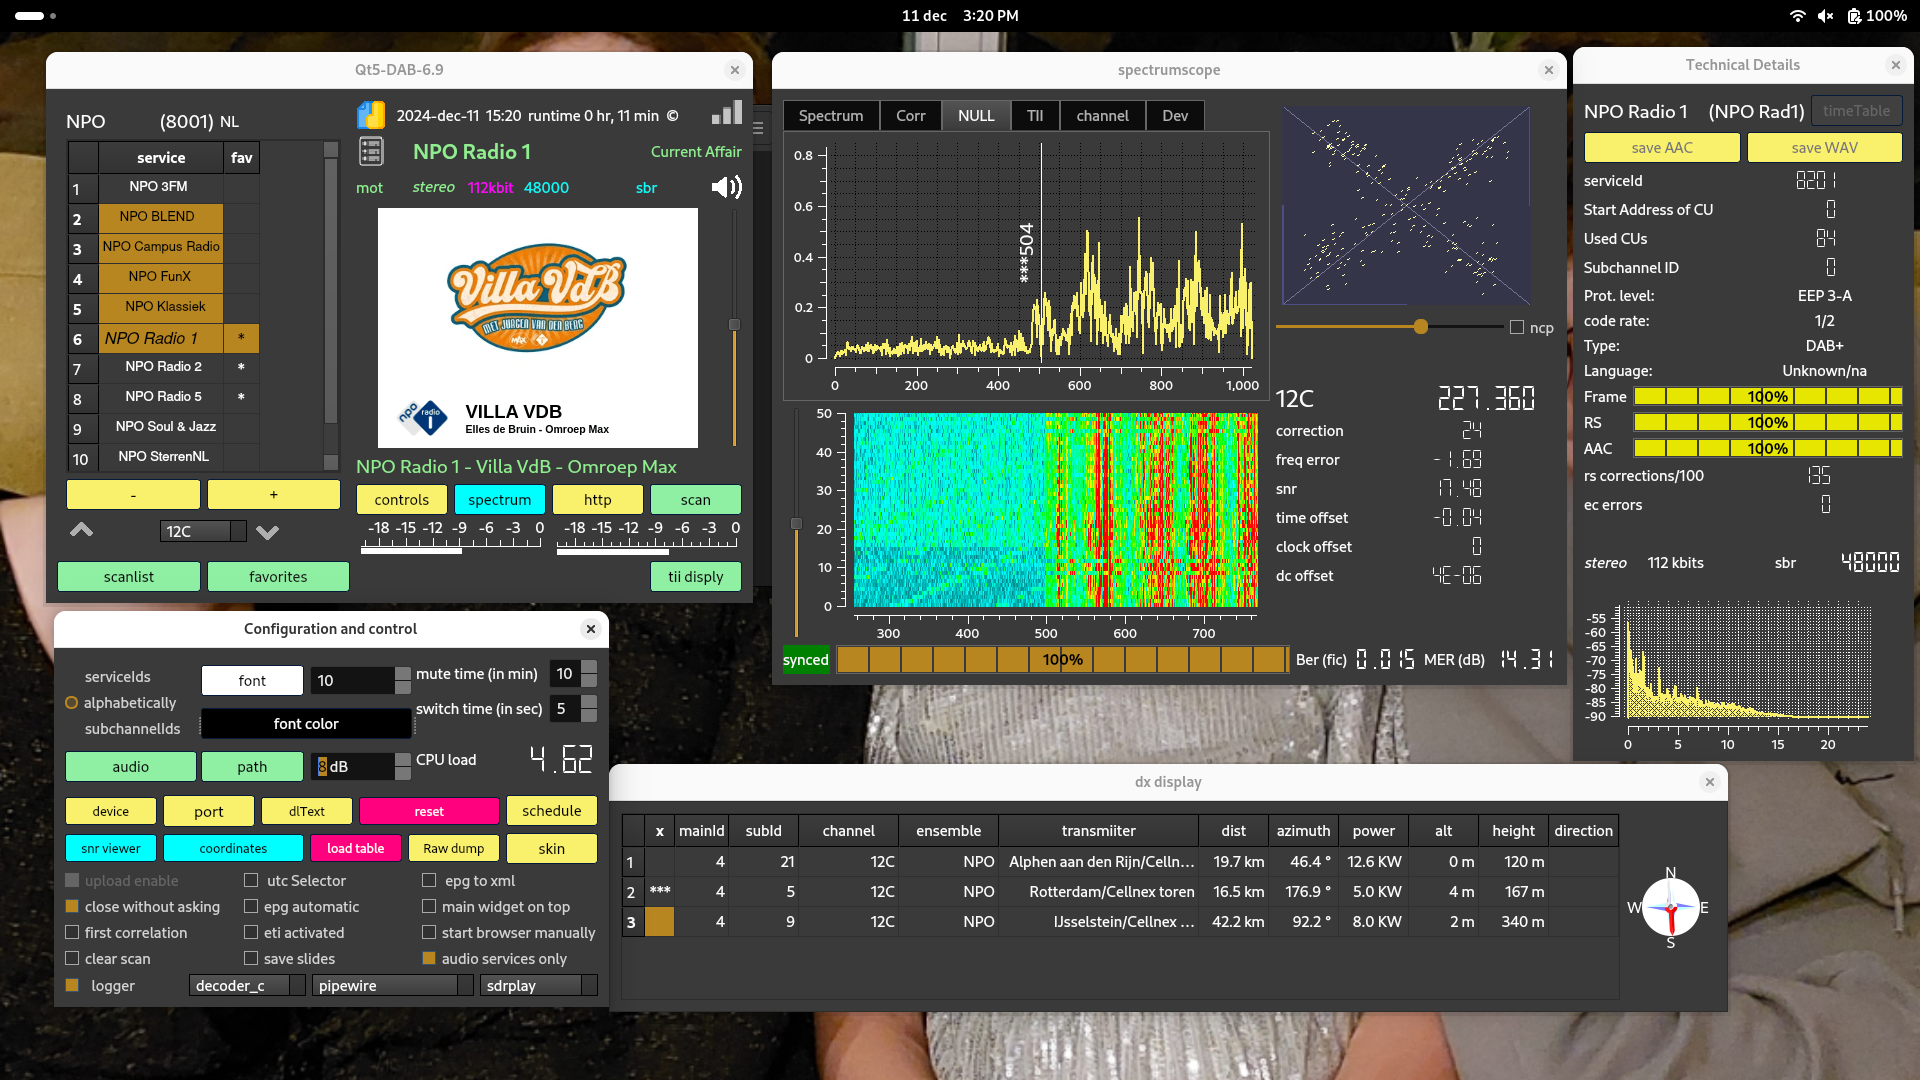 11 dec 3:20 PM
100%
Qt5-DAB-6.9
NPO (8001) NL
service fav
1 NPO 3FM
2 NPO BLEND
3 NPO Campus Radio
4 NPO FunX
5 NPO Klassiek
6 NPO Radio 1 *
7 NPO Radio 2 *
8 NPO Radio 5 *
9 NPO Soul & Jazz
10 NPO SterrenNL
- +
12C
scanlist favorites
2024-dec-11 15:20 runtime 0 hr, 11 min ©
NPO Radio 1 Current Affair
mot stereo 112kbit 48000 sbr
Villa VdB
MET JURGEN VAN DEN BERG
MAX
npo radio 1
VILLA VDB
Elles de Bruin - Omroep Max
NPO Radio 1 - Villa VdB - Omroep Max
controls spectrum http scan
-18 -15 -12 -9 -6 -3 0 -18 -15 -12 -9 -6 -3 0
tii disply
spectrumscope
Spectrum Corr NULL TII channel Dev
0.8
0.6
0.4
0.2
0
***504
0 200 400 600 800 1,000
50
40
30
20
10
0
300 400 500 600 700
ncp
12C 227.360
correction 24
freq error -1.69
snr 17.48
time offset -0.04
clock offset 0
dc offset 4E-06
synced 100% Ber (fic) 0.015 MER (dB) 14.31
Technical Details
NPO Radio 1 (NPO Rad1) timeTable
save AAC save WAV
serviceId 8201
Start Address of CU 0
Used CUs 84
Subchannel ID 0
Prot. level: EEP 3-A
code rate: 1/2
Type: DAB+
Language: Unknown/na
Frame 100%
RS 100%
AAC 100%
rs corrections/100 135
ec errors 0
stereo 112 kbits sbr 48000
-55
-60
-65
-70
-75
-80
-85
-90
0 5 10 15 20
Configuration and control
serviceIds
alphabetically
subchannelIds
font 10 mute time (in min) 10
font color switch time (in sec) 5
audio path 8 dB CPU load 4.62
device port dlText reset schedule
snr viewer coordinates load table Raw dump skin
upload enable utc Selector epg to xml
close without asking epg automatic main widget on top
first correlation eti activated start browser manually
clear scan save slides audio services only
logger decoder_c pipewire sdrplay
dx display
x mainId subId channel ensemble transmiiter dist azimuth power alt height direction
1 4 21 12C NPO Alphen aan den Rijn/Celln... 19.7 km 46.4 ° 12.6 KW 0 m 120 m
2 *** 4 5 12C NPO Rotterdam/Cellnex toren 16.5 km 176.9 ° 5.0 KW 4 m 167 m
3 4 9 12C NPO IJsselstein/Cellnex ... 42.2 km 92.2 ° 8.0 KW 2 m 340 m
N
W E
S